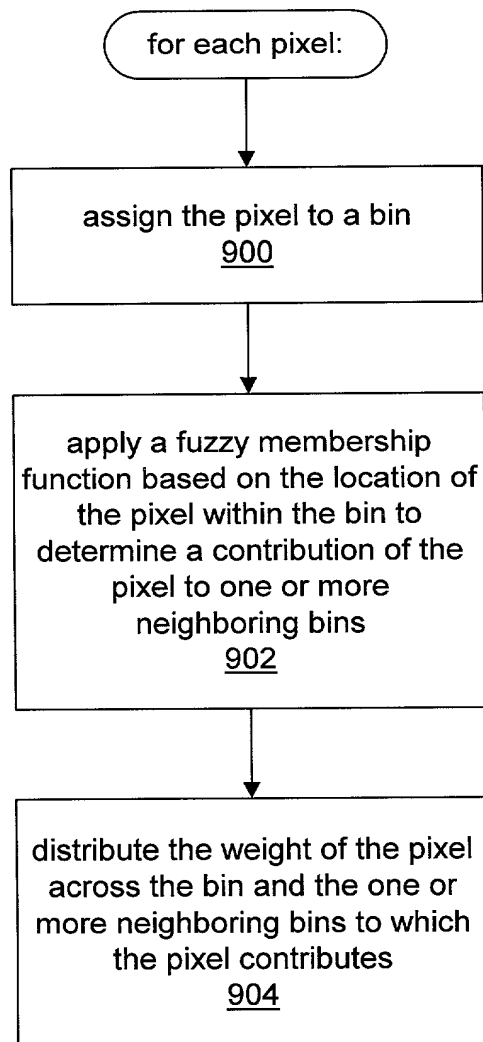 for each pixel:
assign the pixel to a bin
900
apply a fuzzy membership
function based on the location of
the pixel within the bin to
determine a contribution of the
pixel to one or more
neighboring bins
902
distribute the weight of the pixel
across the bin and the one or
more neighboring bins to which
the pixel contributes
904